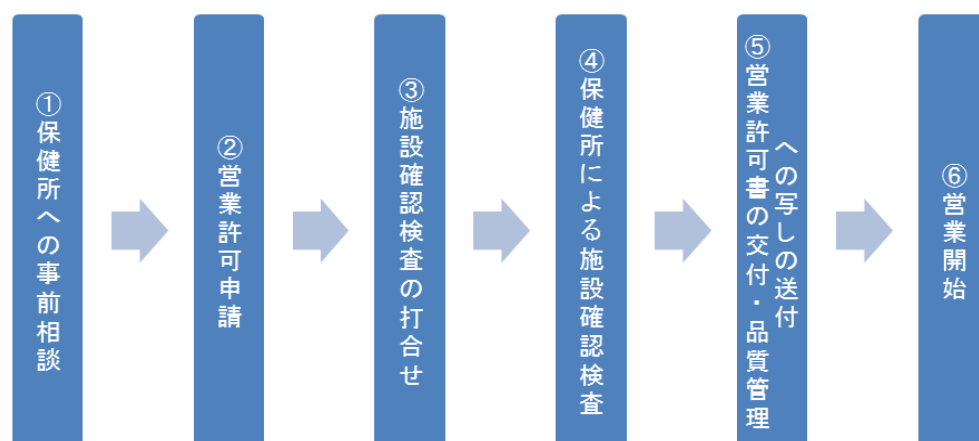 ①保健所への事前相談
②営業許可申請
③施設確認検査の打合せ
④保健所による施設確認検査
⑤営業許可書の交付・品質管理
への写しの送付
⑥営業開始